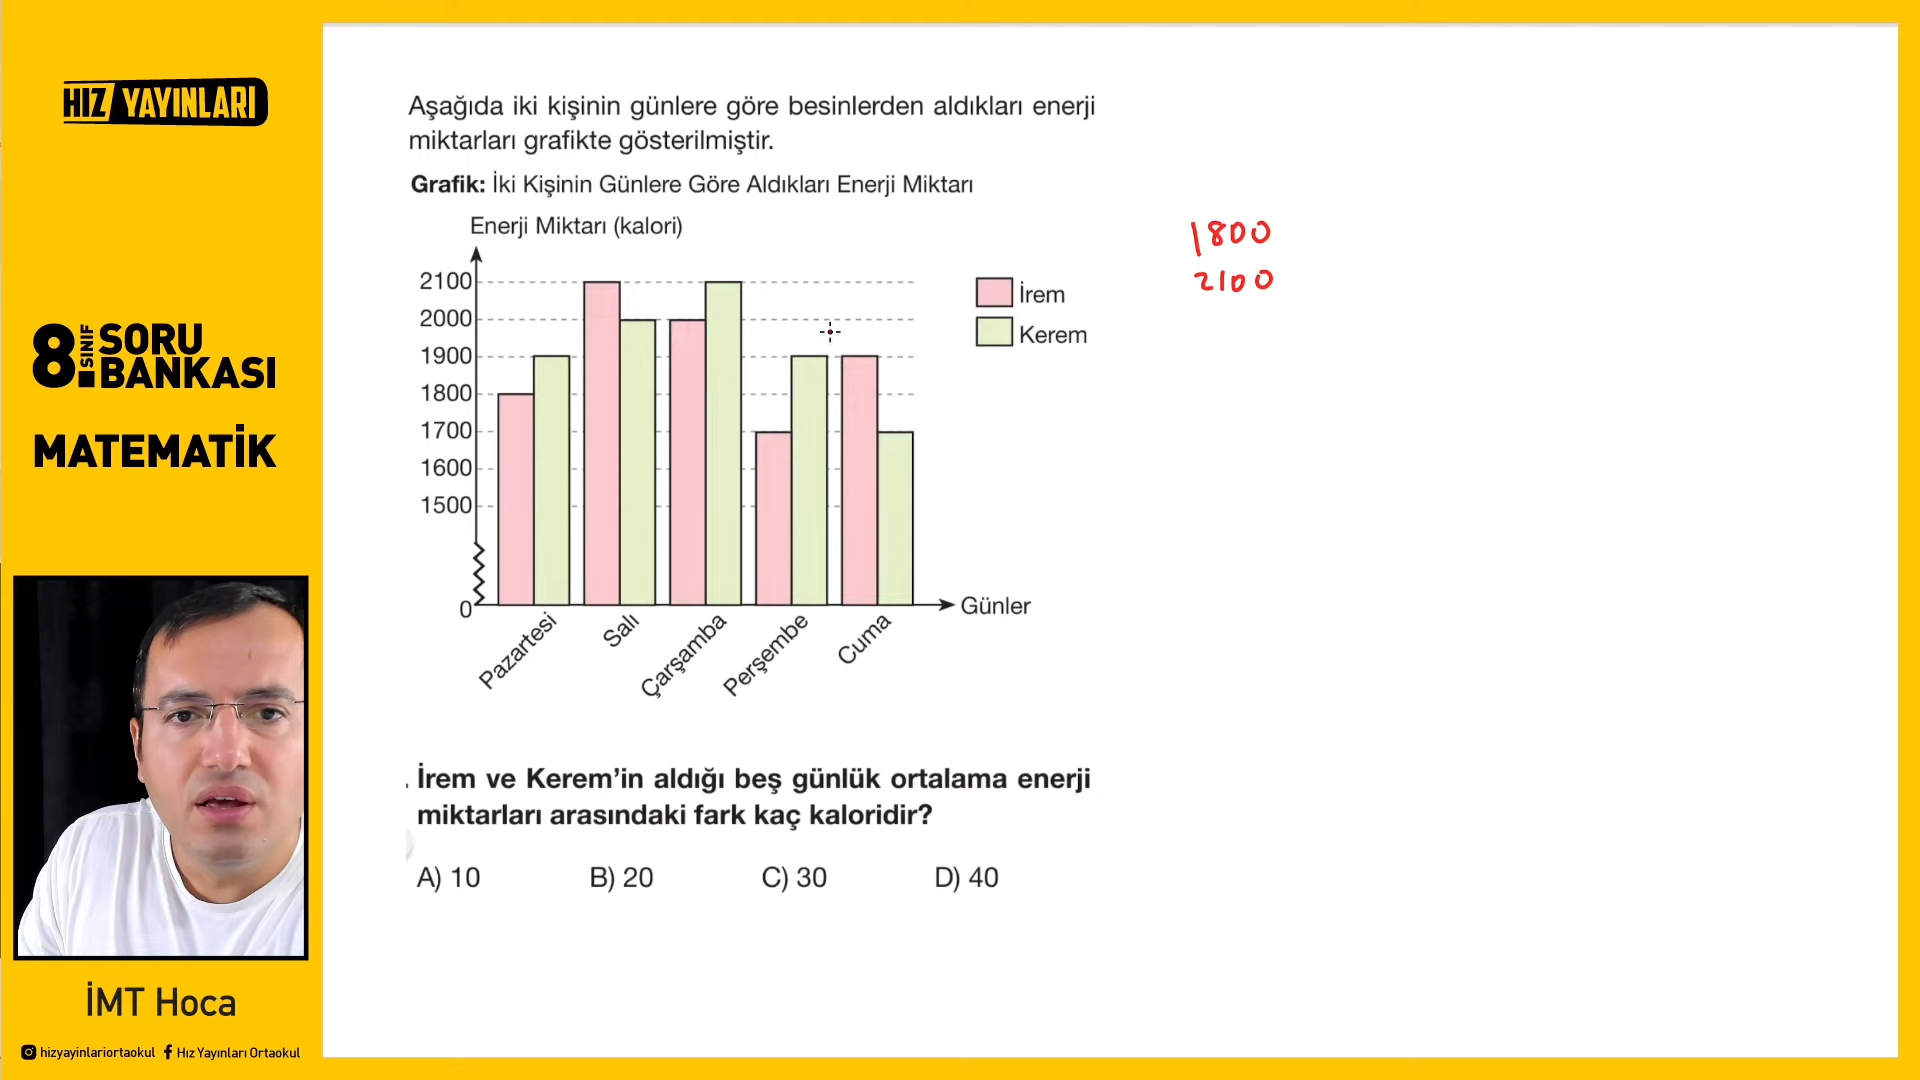 HIZ YAYINLARI
8. SINIF SORU BANKASI
MATEMATİK
İMT Hoca
hizyayinlariortaokul Hız Yayınları Ortaokul
Aşağıda iki kişinin günlere göre besinlerden aldıkları enerji
miktarları grafikte gösterilmiştir.
Grafik: İki Kişinin Günlere Göre Aldıkları Enerji Miktarı
Enerji Miktarı (kalori)
2100
2000
1900
1800
1700
1600
1500
0
Pazartesi
Salı
Çarşamba
Perşembe
Cuma
Günler
İrem
Kerem
1800
2100
İrem ve Kerem'in aldığı beş günlük ortalama enerji
miktarları arasındaki fark kaç kaloridir?
A) 10 B) 20 C) 30 D) 40